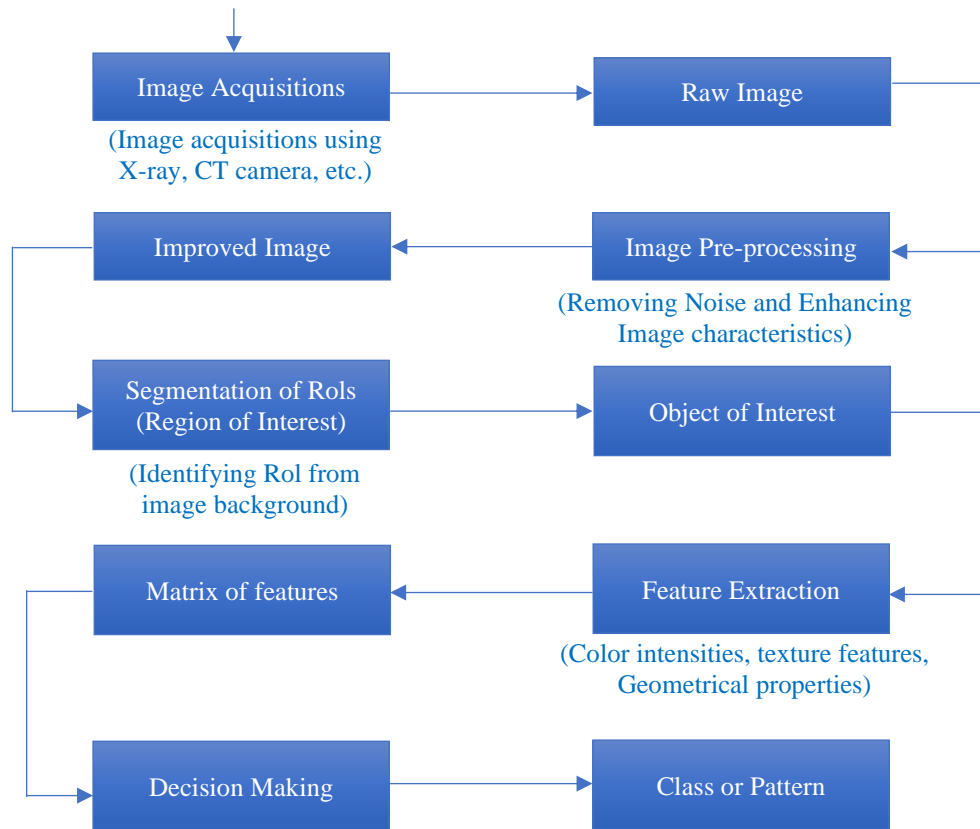 Image Acquisitions
Raw Image
(Image acquisitions using
X-ray, CT camera, etc.)
Improved Image
Image Pre-processing
(Removing Noise and Enhancing
Image characteristics)
Segmentation of Rols
(Region of Interest)
Object of Interest
(Identifying Rol from
image background)
Matrix of features
Feature Extraction
(Color intensities, texture features,
Geometrical properties)
Decision Making
Class or Pattern